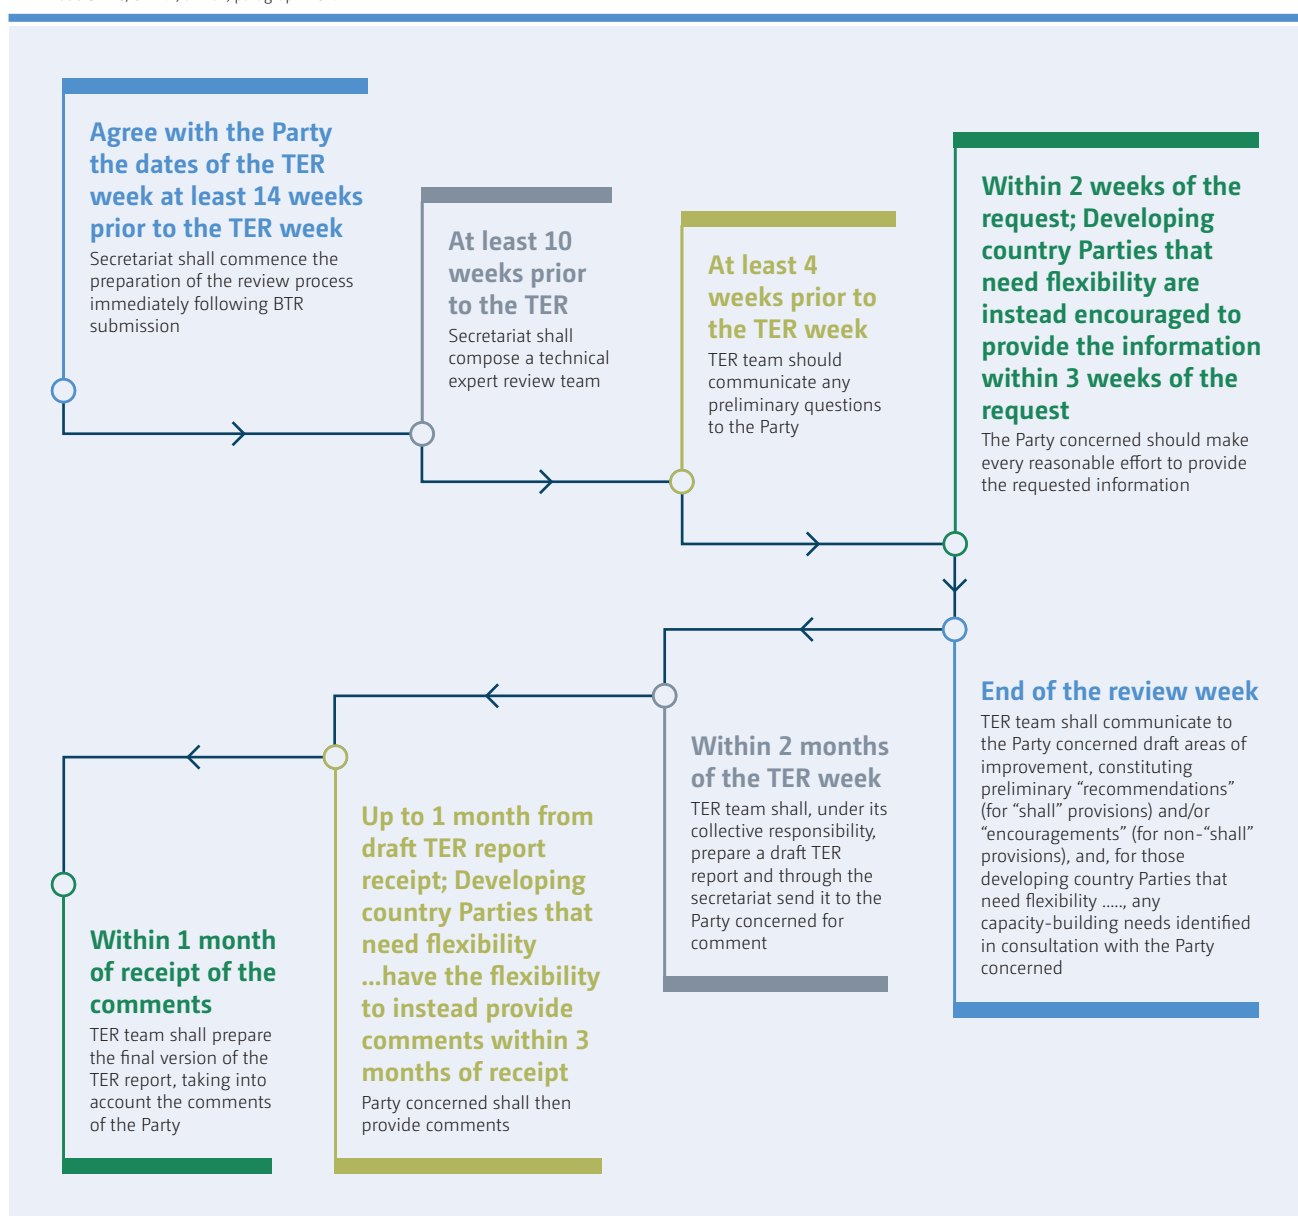 Agree with the Party
the dates of the TER
week at least 14 weeks
prior to the TER week
Secretariat shall commence the
preparation of the review process
immediately following BTR
submission
At least 10
weeks prior
to the TER
Secretariat shall
compose a technical
expert review team
At least 4
weeks prior to
the TER week
TER team should
communicate any
preliminary questions
to the Party
Within 2 weeks of the
request; Developing
country Parties that
need flexibility are
instead encouraged to
provide the information
within 3 weeks of the
request
The Party concerned should make
every reasonable effort to provide
the requested information
End of the review week
TER team shall communicate to
the Party concerned draft areas of
improvement, constituting
preliminary “recommendations”
(for “shall” provisions) and/or
“encouragements” (for non-“shall”
provisions), and, for those
developing country Parties that
need flexibility ....., any
capacity-building needs identified
in consultation with the Party
concerned
Within 2 months
of the TER week
TER team shall, under its
collective responsibility,
prepare a draft TER
report and through the
secretariat send it to the
Party concerned for
comment
Up to 1 month from
draft TER report
receipt; Developing
country Parties that
need flexibility
...have the flexibility
to instead provide
comments within 3
months of receipt
Party concerned shall then
provide comments
Within 1 month
of receipt of the
comments
TER team shall prepare
the final version of the
TER report, taking into
account the comments
of the Party